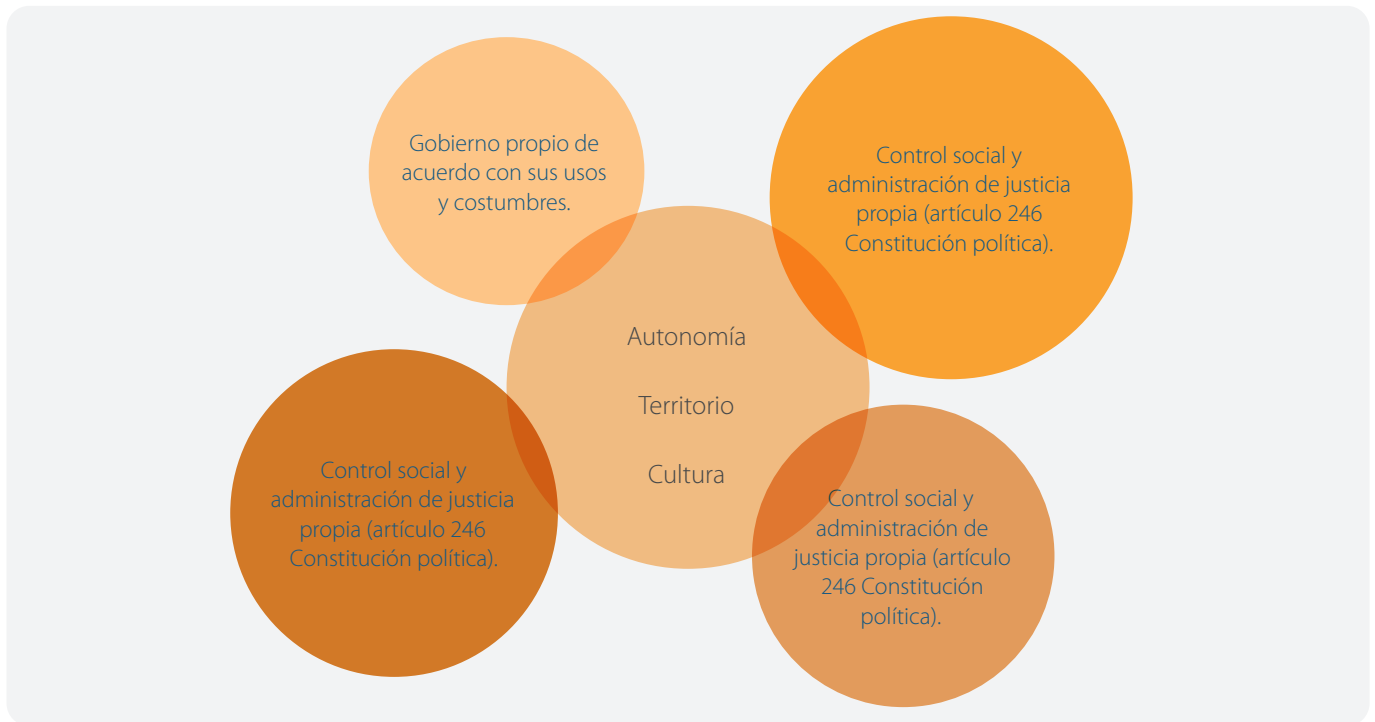 Gobierno propio de
acuerdo con sus usos
y costumbres.
Control social y
administración de justicia
propia (artículo 246
Constitución política).
Autonomía
Territorio
Cultura
Control social y
administración de justicia
propia (artículo 246
Constitución política).
Control social y
administración de
justicia propia (artículo
246 Constitución
política).